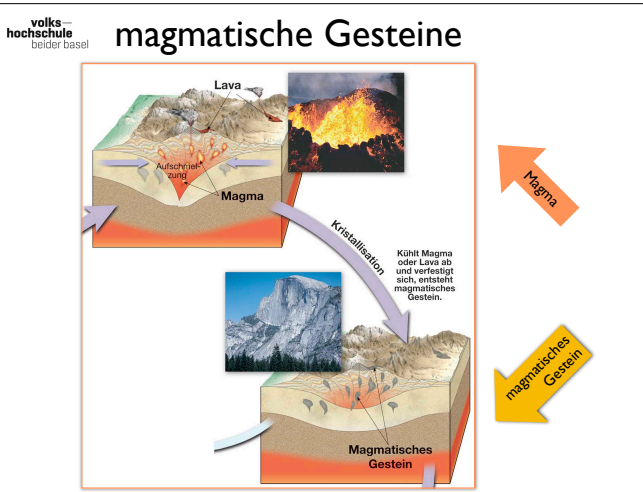 volks—
hochschule
beider basel
magmatische Gesteine
Lava
Aufschmel-
zung
Magma
Kristallisation
Kühlt Magma
oder Lava ab
und verfestigt
sich, entsteht
magmatisches
Gestein.
Magmatisches
Gestein
Magma
magmatisches
Gestein